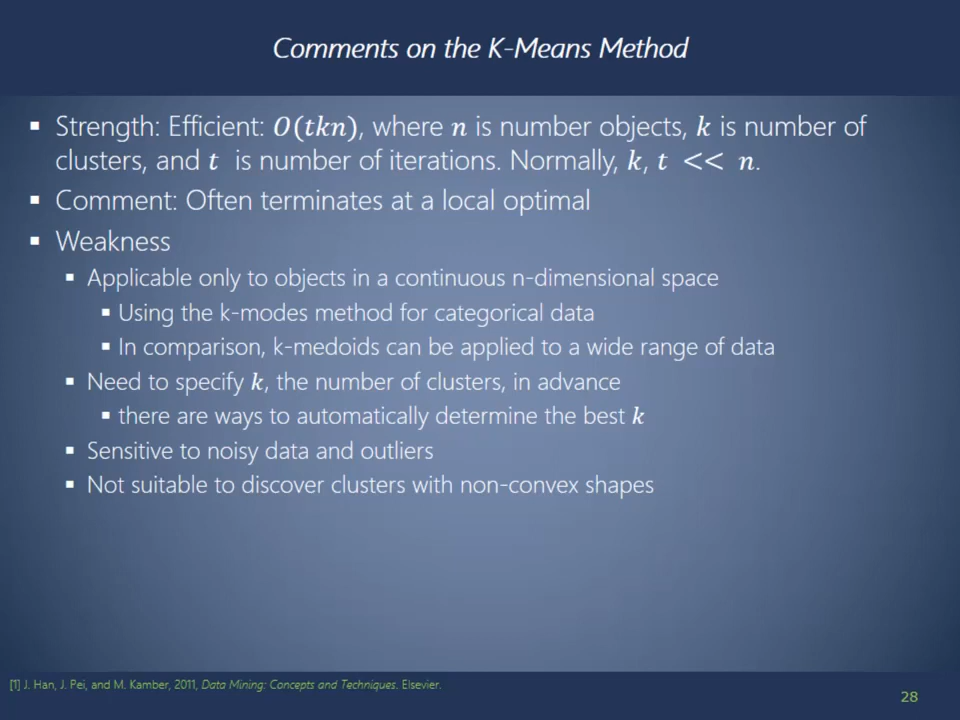 Comments on the K-Means Method
▪ Strength: Efficient: O(tkn), where n is number objects, k is number of
clusters, and t is number of iterations. Normally, k, t << n.
▪ Comment: Often terminates at a local optimal
▪ Weakness
▪ Applicable only to objects in a continuous n-dimensional space
▪ Using the k-modes method for categorical data
▪ In comparison, k-medoids can be applied to a wide range of data
▪ Need to specify k, the number of clusters, in advance
▪ there are ways to automatically determine the best k
▪ Sensitive to noisy data and outliers
▪ Not suitable to discover clusters with non-convex shapes
[1] J. Han, J. Pei, and M. Kamber, 2011, Data Mining: Concepts and Techniques. Elsevier.
28